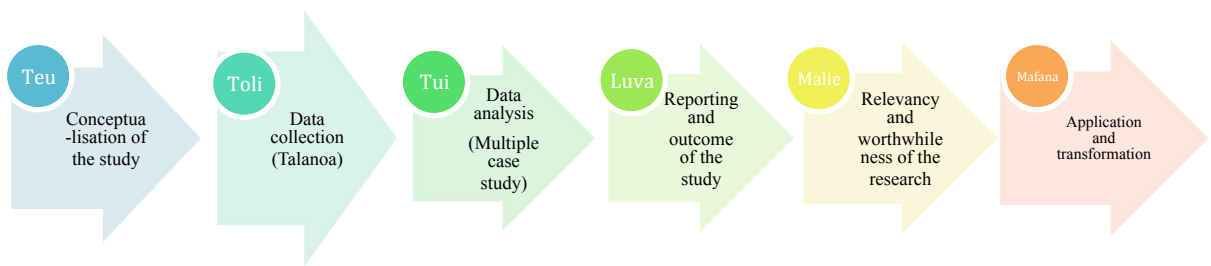 Teu
Conceptua
-lisation of
the study
Toli
Data
collection
(Talanoa)
Tui
Data
analysis
(Multiple
case
study)
Luva
Reporting
and
outcome
of the
study
Malie
Relevancy
and
worthwhile
ness of the
research
Mafana
Application
and
transformation